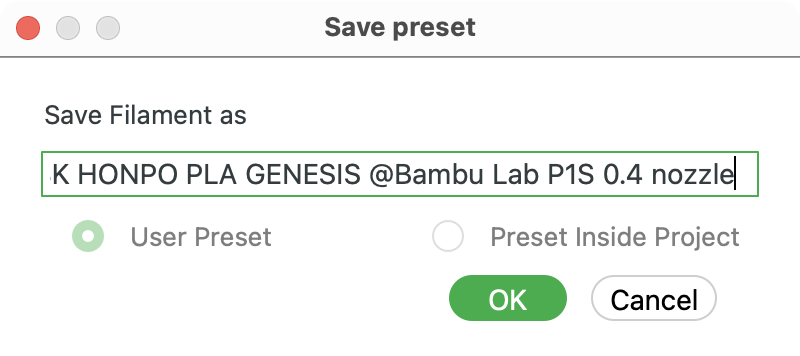 Save preset
Save Filament as
K HONPO PLA GENESIS @Bambu Lab P1S 0.4 nozzle
User Preset
Preset Inside Project
OK
Cancel